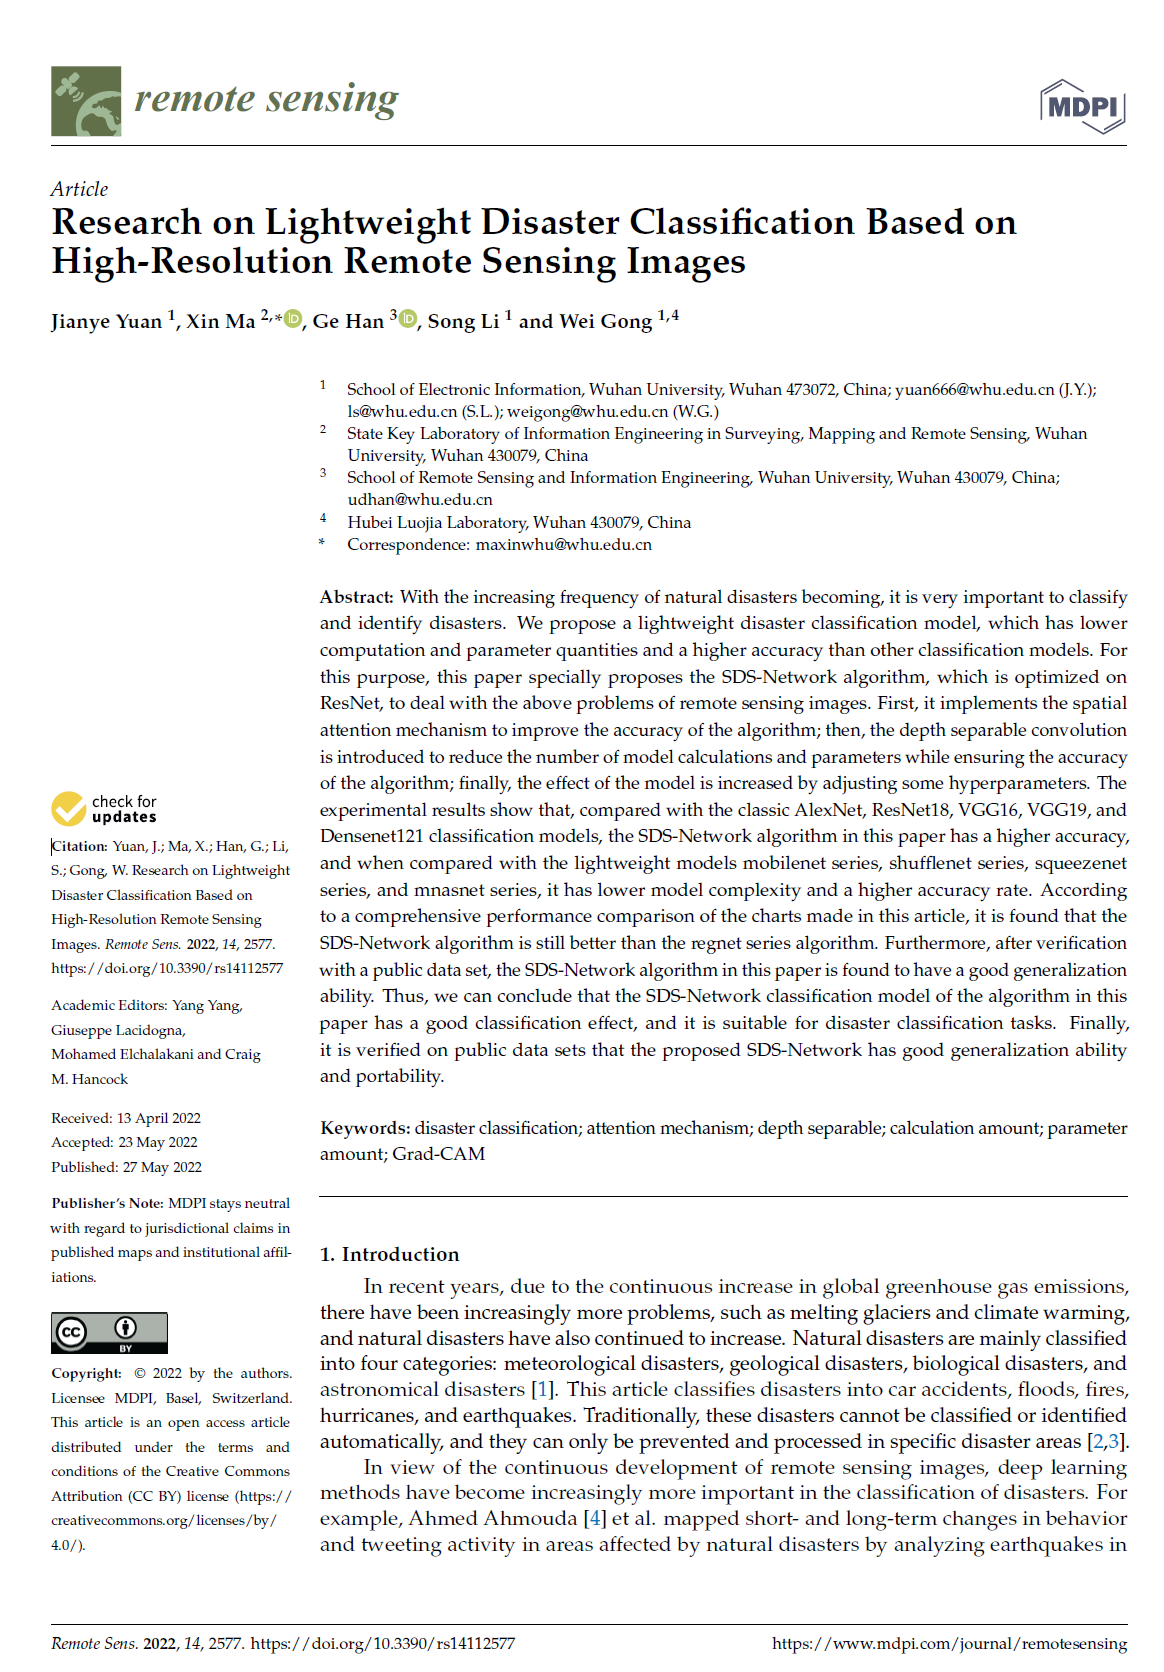 remote sensing
MDPI
Article
Research on Lightweight Disaster Classification Based on
High-Resolution Remote Sensing Images
Jianye Yuan 1, Xin Ma 2,* iD, Ge Han 3 iD, Song Li 1 and Wei Gong 1,4
1 School of Electronic Information, Wuhan University, Wuhan 473072, China; yuan666@whu.edu.cn (J.Y.);
ls@whu.edu.cn (S.L.); weigong@whu.edu.cn (W.G.)
2 State Key Laboratory of Information Engineering in Surveying, Mapping and Remote Sensing, Wuhan
University, Wuhan 430079, China
3 School of Remote Sensing and Information Engineering, Wuhan University, Wuhan 430079, China;
udhan@whu.edu.cn
4 Hubei Luojia Laboratory, Wuhan 430079, China
* Correspondence: maxinwhu@whu.edu.cn
Abstract: With the increasing frequency of natural disasters becoming, it is very important to classify
and identify disasters. We propose a lightweight disaster classification model, which has lower
computation and parameter quantities and a higher accuracy than other classification models. For
this purpose, this paper specially proposes the SDS-Network algorithm, which is optimized on
ResNet, to deal with the above problems of remote sensing images. First, it implements the spatial
attention mechanism to improve the accuracy of the algorithm; then, the depth separable convolution
is introduced to reduce the number of model calculations and parameters while ensuring the accuracy
of the algorithm; finally, the effect of the model is increased by adjusting some hyperparameters. The
experimental results show that, compared with the classic AlexNet, ResNet18, VGG16, VGG19, and
Densenet121 classification models, the SDS-Network algorithm in this paper has a higher accuracy,
and when compared with the lightweight models mobilenet series, shufflenet series, squeezenet
series, and mnasnet series, it has lower model complexity and a higher accuracy rate. According
to a comprehensive performance comparison of the charts made in this article, it is found that the
SDS-Network algorithm is still better than the regnet series algorithm. Furthermore, after verification
with a public data set, the SDS-Network algorithm in this paper is found to have a good generalization
ability. Thus, we can conclude that the SDS-Network classification model of the algorithm in this
paper has a good classification effect, and it is suitable for disaster classification tasks. Finally,
it is verified on public data sets that the proposed SDS-Network has good generalization ability
and portability.
Keywords: disaster classification; attention mechanism; depth separable; calculation amount; parameter
amount; Grad-CAM
check for
updates
Citation: Yuan, J.; Ma, X.; Han, G.; Li,
S.; Gong, W. Research on Lightweight
Disaster Classification Based on
High-Resolution Remote Sensing
Images. Remote Sens. 2022, 14, 2577.
https://doi.org/10.3390/rs14112577
Academic Editors: Yang Yang,
Giuseppe Lacidogna,
Mohamed Elchalakani and Craig
M. Hancock
Received: 13 April 2022
Accepted: 23 May 2022
Published: 27 May 2022
Publisher's Note: MDPI stays neutral
with regard to jurisdictional claims in
published maps and institutional affil-
iations.
cc
BY
Copyright: © 2022 by the authors.
Licensee MDPI, Basel, Switzerland.
This article is an open access article
distributed under the terms and
conditions of the Creative Commons
Attribution (CC BY) license (https://
creativecommons.org/licenses/by/
4.0/).
1. Introduction
In recent years, due to the continuous increase in global greenhouse gas emissions,
there have been increasingly more problems, such as melting glaciers and climate warming,
and natural disasters have also continued to increase. Natural disasters are mainly classified
into four categories: meteorological disasters, geological disasters, biological disasters, and
astronomical disasters [1]. This article classifies disasters into car accidents, floods, fires,
hurricanes, and earthquakes. Traditionally, these disasters cannot be classified or identified
automatically, and they can only be prevented and processed in specific disaster areas [2,3].
In view of the continuous development of remote sensing images, deep learning
methods have become increasingly more important in the classification of disasters. For
example, Ahmed Ahmouda [4] et al. mapped short- and long-term changes in behavior
and tweeting activity in areas affected by natural disasters by analyzing earthquakes in
Remote Sens. 2022, 14, 2577. https://doi.org/10.3390/rs14112577
https://www.mdpi.com/journal/remotesensing